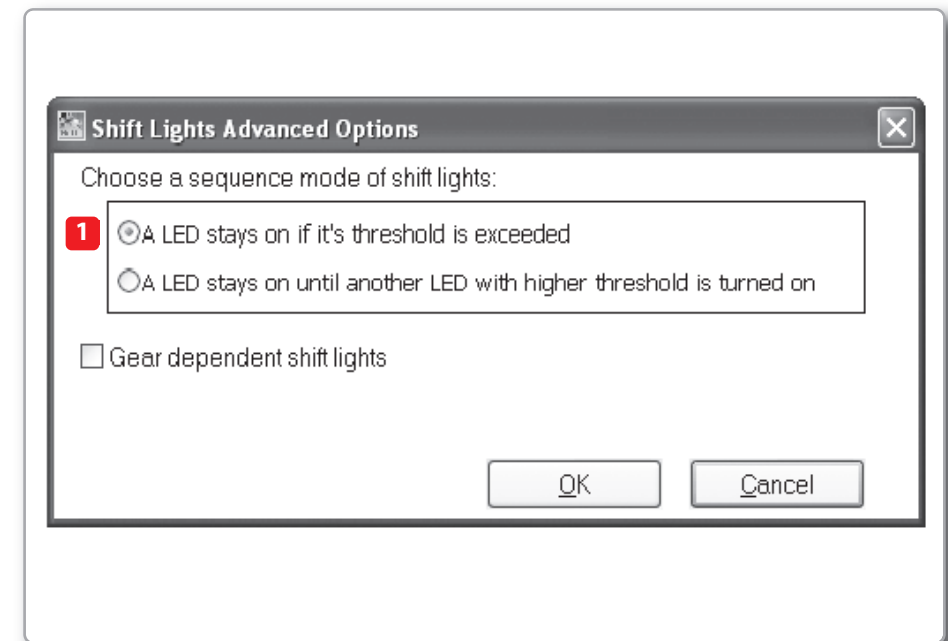 Shift Lights Advanced Options
Choose a sequence mode of shift lights:
1
A LED stays on if it's threshold is exceeded
A LED stays on until another LED with higher threshold is turned on
Gear dependent shift lights
OK
Cancel